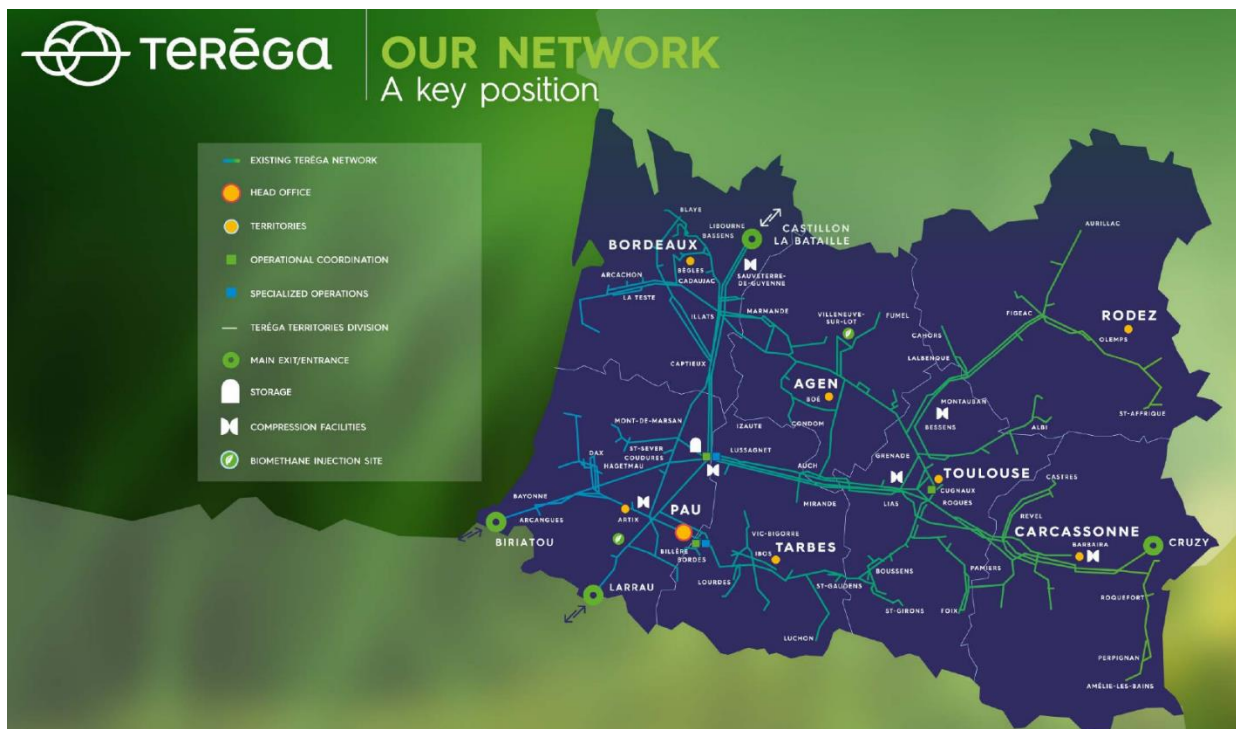 TERĒGA
OUR NETWORK
A key position
EXISTING TERÉGA NETWORK
HEAD OFFICE
TERRITORIES
OPERATIONAL COORDINATION
SPECIALIZED OPERATIONS
TERÉGA TERRITORIES DIVISION
MAIN EXIT/ENTRANCE
STORAGE
COMPRESSION FACILITIES
BIOMETHANE INJECTION SITE
BLAYE
LIBOURNE
BASSENS
CASTILLON
LA BATAILLE
BORDEAUX
BÈGLES
CADAUJAC
SAUVETERRE-
DE-GUYENNE
ARCACHON
LA TESTE
ILLATS
MARMANDE
VILLENEUVE-
SUR-LOT
FUMEL
CAHORS
LALBENQUE
FIGEAC
AURILLAC
RODEZ
OLEMPS
ST-AFFRIQUE
CAPTIEUX
AGEN
BOÉ
CONDOM
MONTAUBAN
BESSENS
ALBI
MONT-DE-MARSAN
IZAUTE
ST-SEVER
COUDURES
HAGETMAU
LUSSAGNET
DAX
AUCH
MIRANDE
GRENADE
TOULOUSE
CUGNAUX
ROQUES
LIAS
CASTRES
REVEL
BAYONNE
ARCANGUES
BIRIATOU
ARTIX
PAU
BILLÈRE
BORDES
VIC-BIGORRE
IBOS
TARBES
LOURDES
LARRAU
ST-GAUDENS
BOUSSENS
ST-GIRONS
LUCHON
PAMIERS
FOIX
CARCASSONNE
BARBAIRA
CRUZY
ROQUEFORT
PERPIGNAN
AMÉLIE-LES-BAINS